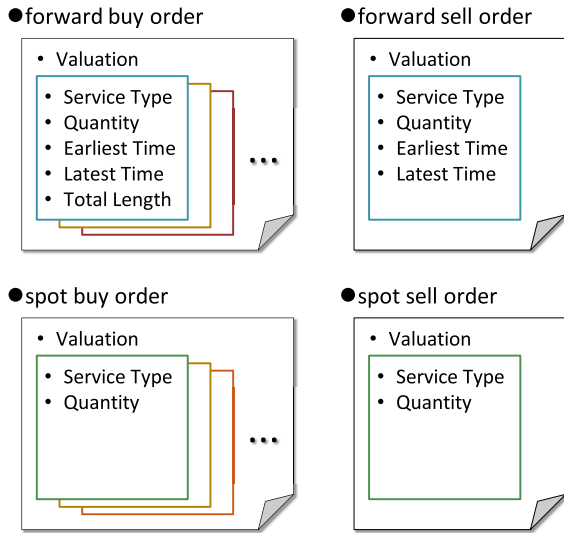 ●forward buy order
• Valuation
• Service Type
• Quantity
• Earliest Time
• Latest Time
• Total Length
...
●forward sell order
• Valuation
• Service Type
• Quantity
• Earliest Time
• Latest Time
●spot buy order
• Valuation
• Service Type
• Quantity
...
●spot sell order
• Valuation
• Service Type
• Quantity